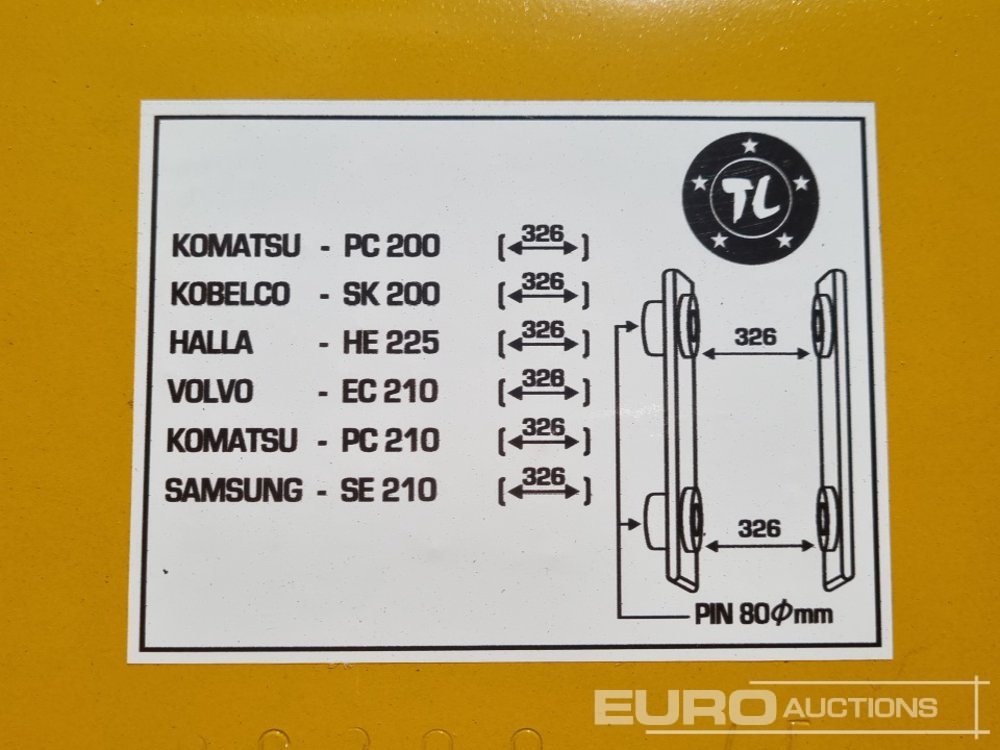 TL
KOMATSU - PC 200 [326]
KOBELCO - SK 200 [326]
HALLA - HE 225 [326]
VOLVO - EC 210 [326]
KOMATSU - PC 210 [326]
SAMSUNG - SE 210 [326]
326
326
PIN 80ϕmm
EURO AUCTIONS